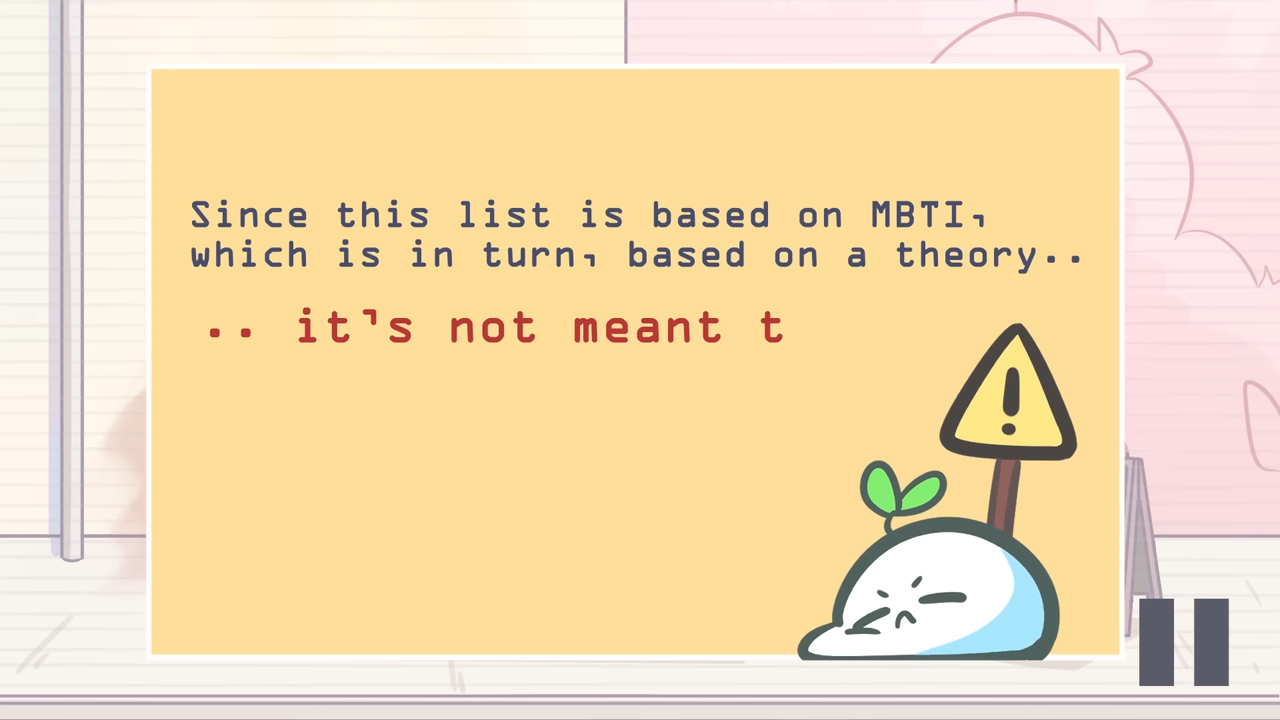 Since this list is based on MBTI,
which is in turn, based on a theory..
.. it's not meant t
!